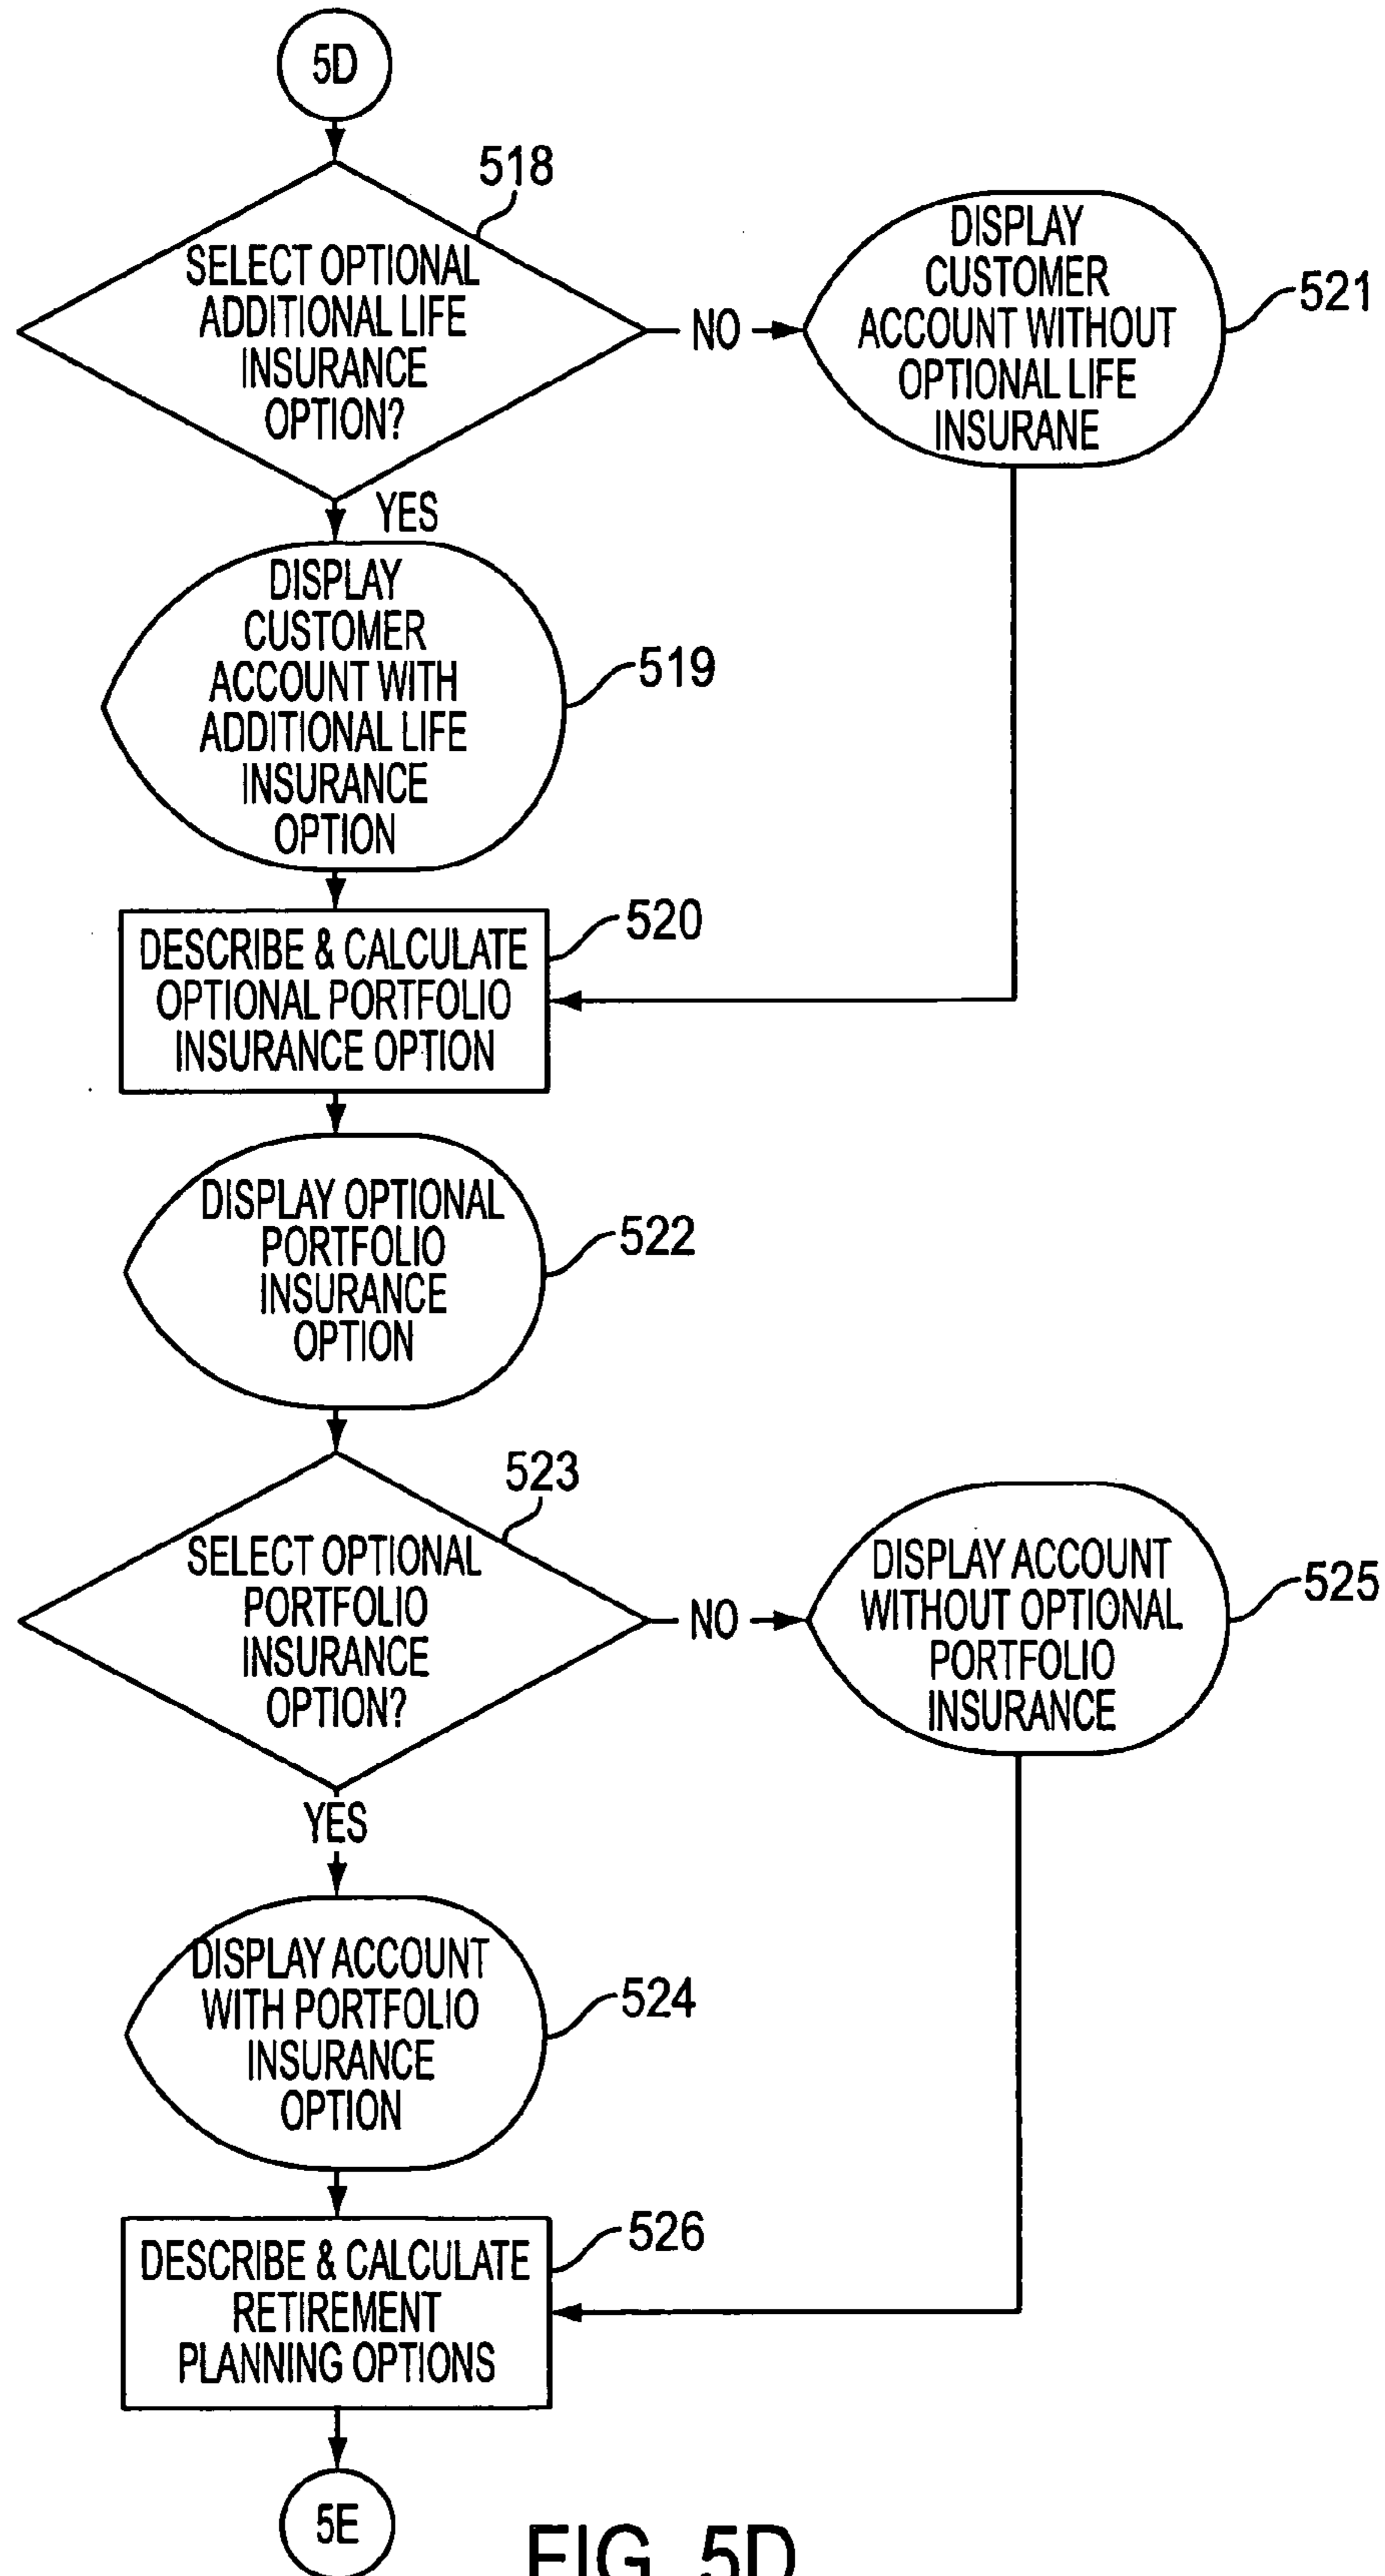 5D
518
SELECT OPTIONAL
ADDITIONAL LIFE
INSURANCE
OPTION?
NO
DISPLAY
CUSTOMER
ACCOUNT WITHOUT
OPTIONAL LIFE
INSURANE
521
YES
DISPLAY
CUSTOMER
ACCOUNT WITH
ADDITIONAL LIFE
INSURANCE
OPTION
519
DESCRIBE & CALCULATE
OPTIONAL PORTFOLIO
INSURANCE OPTION
520
DISPLAY OPTIONAL
PORTFOLIO
INSURANCE
OPTION
522
523
SELECT OPTIONAL
PORTFOLIO
INSURANCE
OPTION?
NO
DISPLAY ACCOUNT
WITHOUT OPTIONAL
PORTFOLIO
INSURANCE
525
YES
DISPLAY ACCOUNT
WITH PORTFOLIO
INSURANCE
OPTION
524
DESCRIBE & CALCULATE
RETIREMENT
PLANNING OPTIONS
526
5E
FIG. 5D